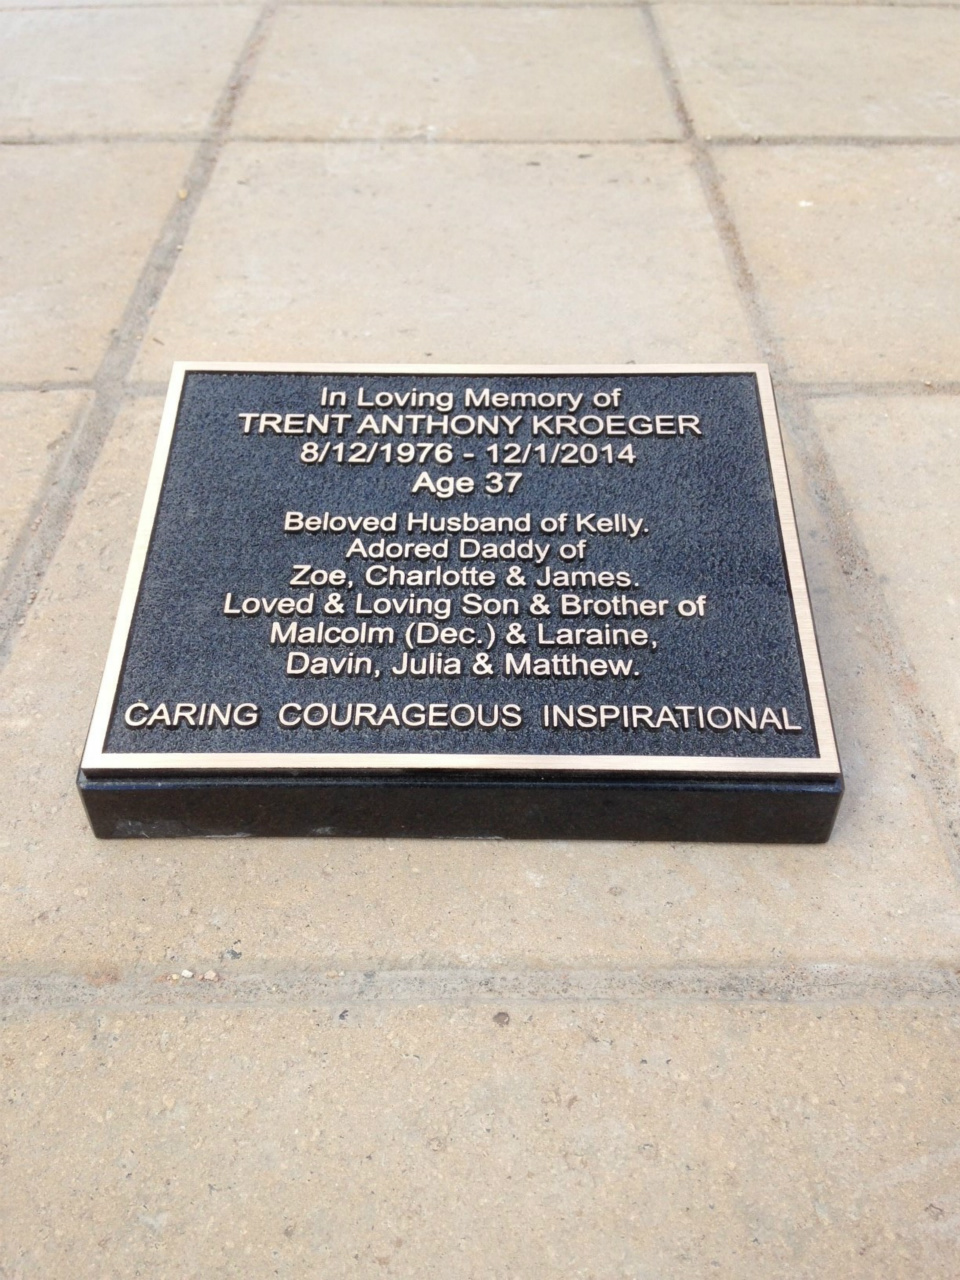 In Loving Memory of
TRENT ANTHONY KROEGER
8/12/1976 - 12/1/2014
Age 37
Beloved Husband of Kelly.
Adored Daddy of
Zoe, Charlotte & James.
Loved & Loving Son & Brother of
Malcolm (Dec.) & Laraine,
Davin, Julia & Matthew.
CARING COURAGEOUS INSPIRATIONAL